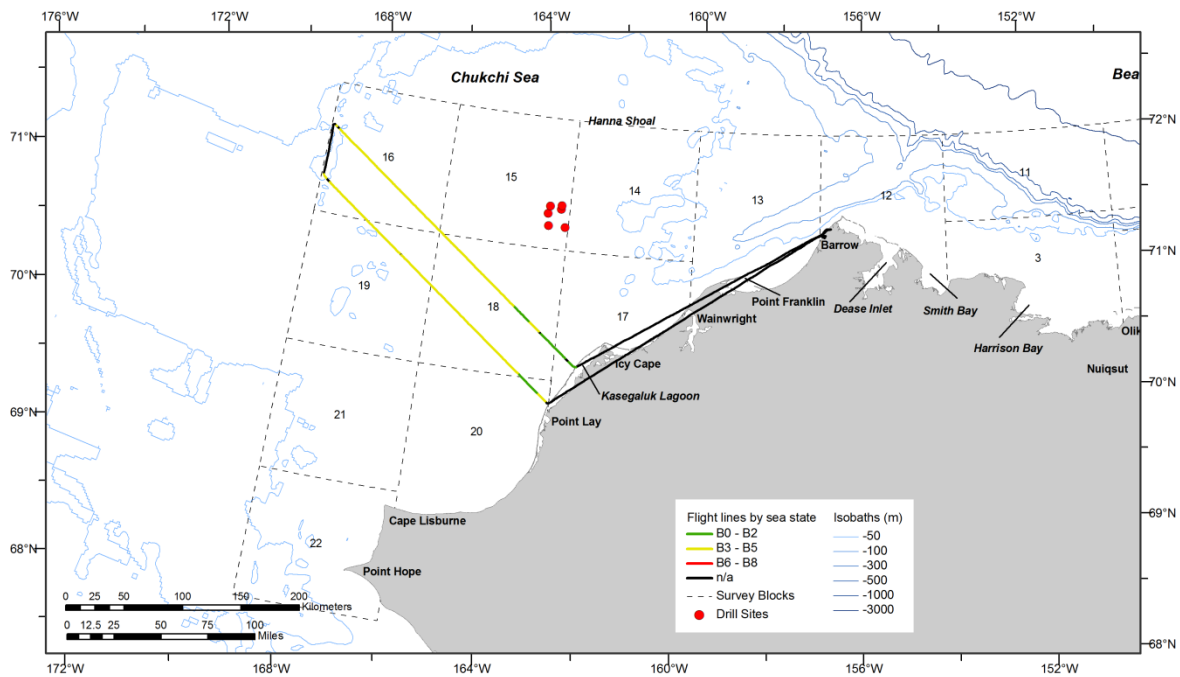 176°W 172°W 168°W 164°W 160°W 156°W 152°W
Chukchi Sea
Bea
72°N
71°N
Hanna Shoal
16
15
14
13
12
11
Barrow
71°N
3
70°N
19
18
17
Point Franklin
Wainwright
Dease Inlet
Smith Bay
Harrison Bay
Olik
Nuiqsut
Icy Cape
Kasegaluk Lagoon
70°N
69°N
21
20
Point Lay
Cape Lisburne
69°N
68°N
22
Point Hope
Flight lines by sea state
B0 - B2
B3 - B5
B6 - B8
n/a
Survey Blocks
Drill Sites
Isobaths (m)
-50
-100
-300
-500
-1000
-3000
0 25 50 100 150 200
Kilometers
0 12.5 25 50 75 100
Miles
68°N
172°W 168°W 164°W 160°W 156°W 152°W